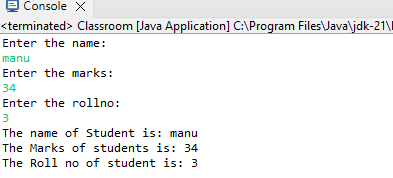 Console
<terminated> Classroom [Java Application] C:\Program Files\Java\jdk-21\
Enter the name:
manu
Enter the marks:
34
Enter the rollno:
3
The name of Student is: manu
The Marks of students is: 34
The Roll no of student is: 3